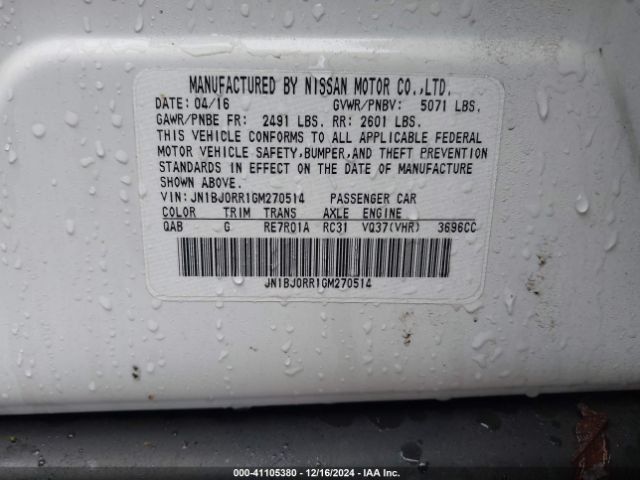 MANUFACTURED BY NISSAN MOTOR CO.,LTD.
DATE: 04/16 GVWR/PNBV: 5071 LBS.
GAWR/PNBE FR: 2491 LBS. RR: 2601 LBS.
THIS VEHICLE CONFORMS TO ALL APPLICABLE FEDERAL
MOTOR VEHICLE SAFETY,BUMPER,AND THEFT PREVENTION
STANDARDS IN EFFECT ON THE DATE OF MANUFACTURE
SHOWN ABOVE.
VIN: JN1BJ0RR1GM270514 PASSENGER CAR
COLOR TRIM TRANS AXLE ENGINE
QAB G RE7R01A RC31 VQ37(VHR) 3696CC
JN1BJ0RR1GM270514
000-41105380 - 12/16/2024 - IAA Inc.